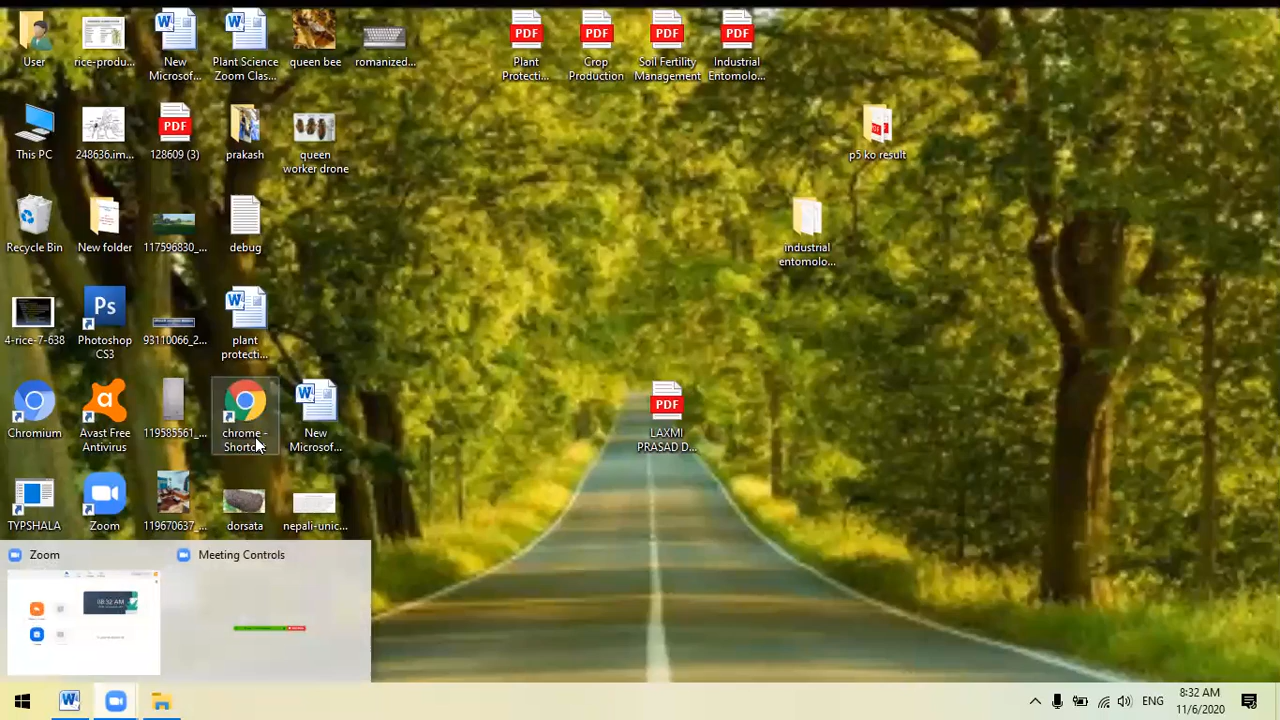 User
rice-produ...
New
Microsof...
Plant Science
Zoom Clas...
queen bee
romanized...
PDF
Plant
Protecti...
PDF
Crop
Production
PDF
Soil Fertility
Management
PDF
Industrial
Entomolo...
This PC
248636.im...
PDF
128609 (3)
prakash
queen
worker drone
p5 ko result
Recycle Bin
New folder
117596830_...
debug
industrial
entomolo...
4-rice-7-638
Ps
Photoshop
CS3
93110066_2...
plant
protecti...
Chromium
Avast Free
Antivirus
119585561_...
chrome -
New
Microsof...
PDF
LAXMI
PRASAD D...
TYPSHALA
Zoom
119670637_...
dorsata
nepali-unic...
Zoom
Meeting Controls
8:32 AM
ENG
8:32 AM
11/6/2020